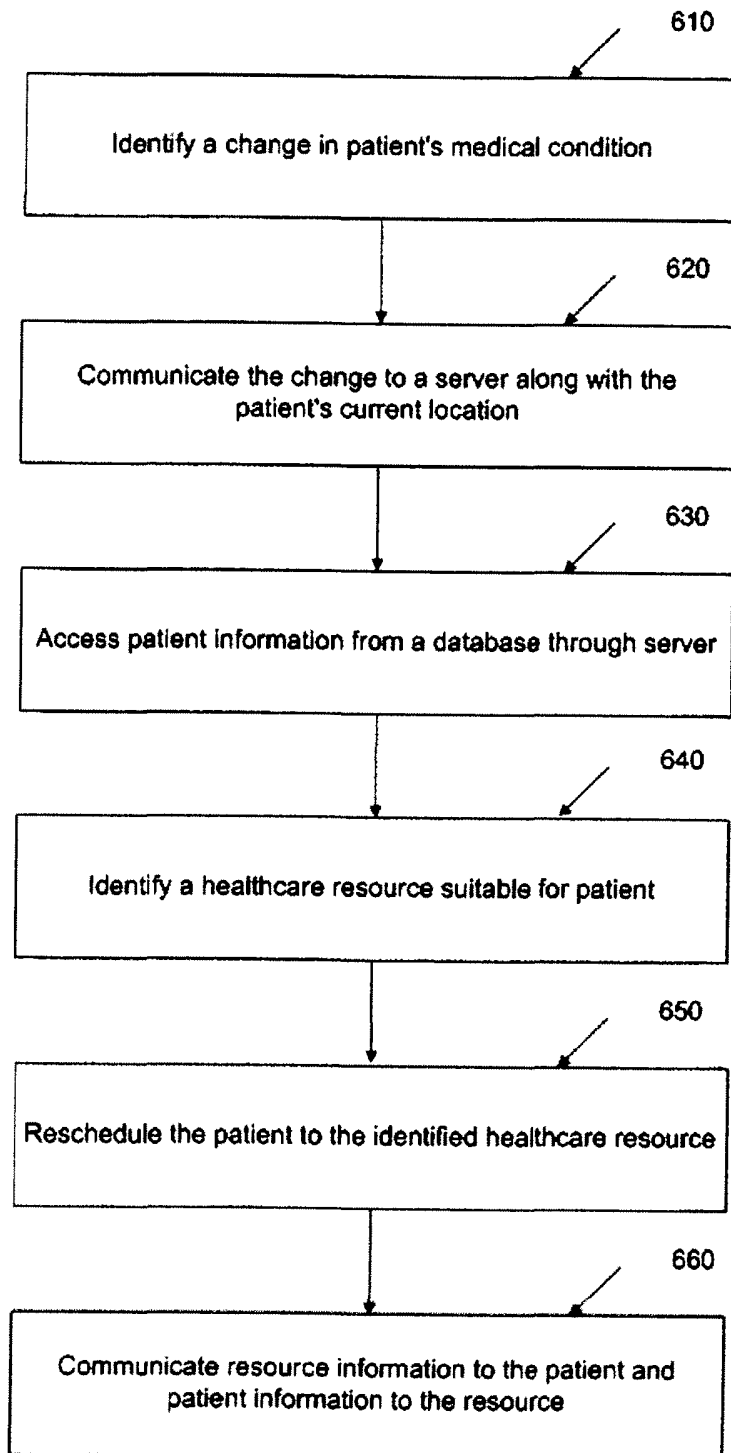 610
Identify a change in patient's medical condition
620
Communicate the change to a server along with the
patient's current location
630
Access patient information from a database through server
640
Identify a healthcare resource suitable for patient
650
Reschedule the patient to the identified healthcare resource
660
Communicate resource information to the patient and
patient information to the resource